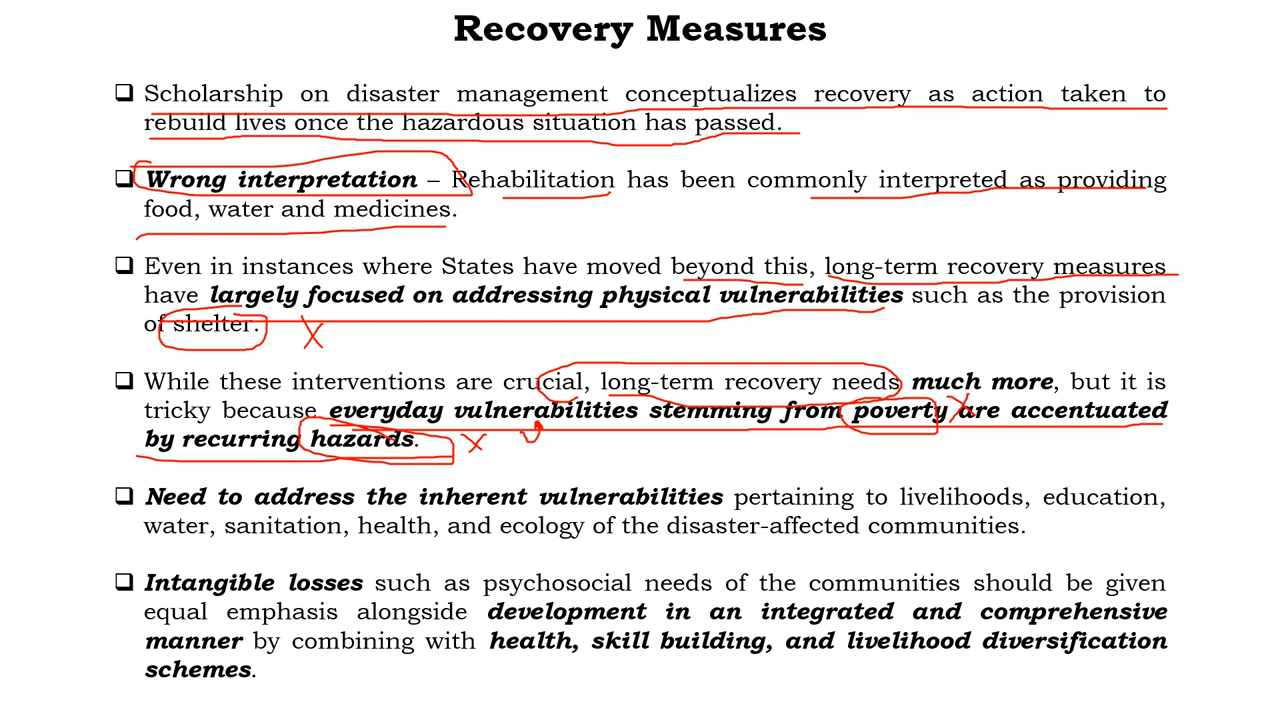 Recovery Measures
❑ Scholarship on disaster management conceptualizes recovery as action taken to
rebuild lives once the hazardous situation has passed.
❑ Wrong interpretation – Rehabilitation has been commonly interpreted as providing
food, water and medicines.
❑ Even in instances where States have moved beyond this, long-term recovery measures
have largely focused on addressing physical vulnerabilities such as the provision
of shelter.
❑ While these interventions are crucial, long-term recovery needs much more, but it is
tricky because everyday vulnerabilities stemming from poverty are accentuated
by recurring hazards.
❑ Need to address the inherent vulnerabilities pertaining to livelihoods, education,
water, sanitation, health, and ecology of the disaster-affected communities.
❑ Intangible losses such as psychosocial needs of the communities should be given
equal emphasis alongside development in an integrated and comprehensive
manner by combining with health, skill building, and livelihood diversification
schemes.